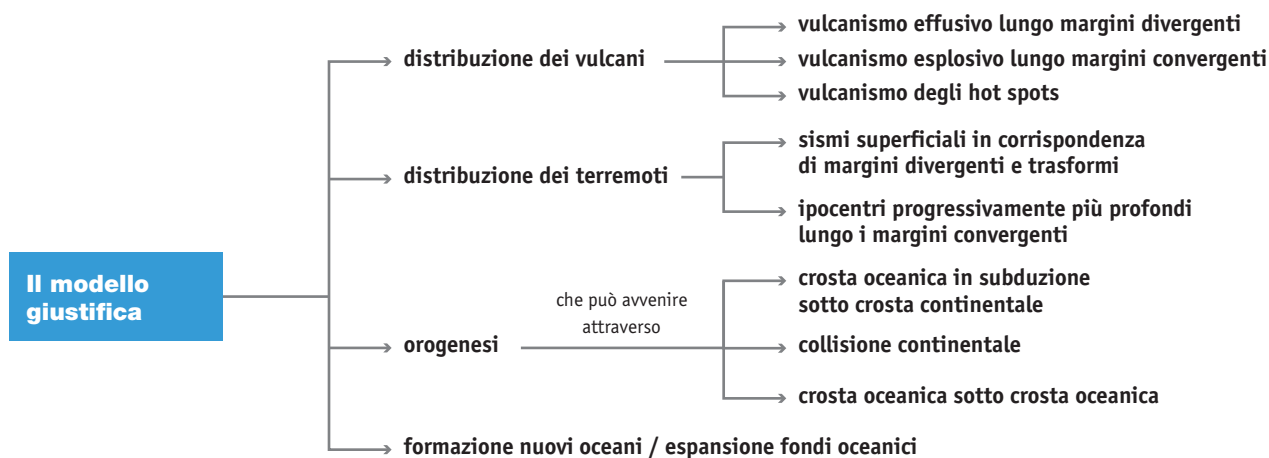 vulcanismo effusivo lungo margini divergenti
distribuzione dei vulcani
vulcanismo esplosivo lungo margini convergenti
vulcanismo degli hot spots
sismi superficiali in corrispondenza
di margini divergenti e trasformi
distribuzione dei terremoti
ipocentri progressivamente più profondi
lungo i margini convergenti
Il modello
giustifica
crosta oceanica in subduzione
sotto crosta continentale
che può avvenire
attraverso
orogenesi
collisione continentale
crosta oceanica sotto crosta oceanica
formazione nuovi oceani / espansione fondi oceanici